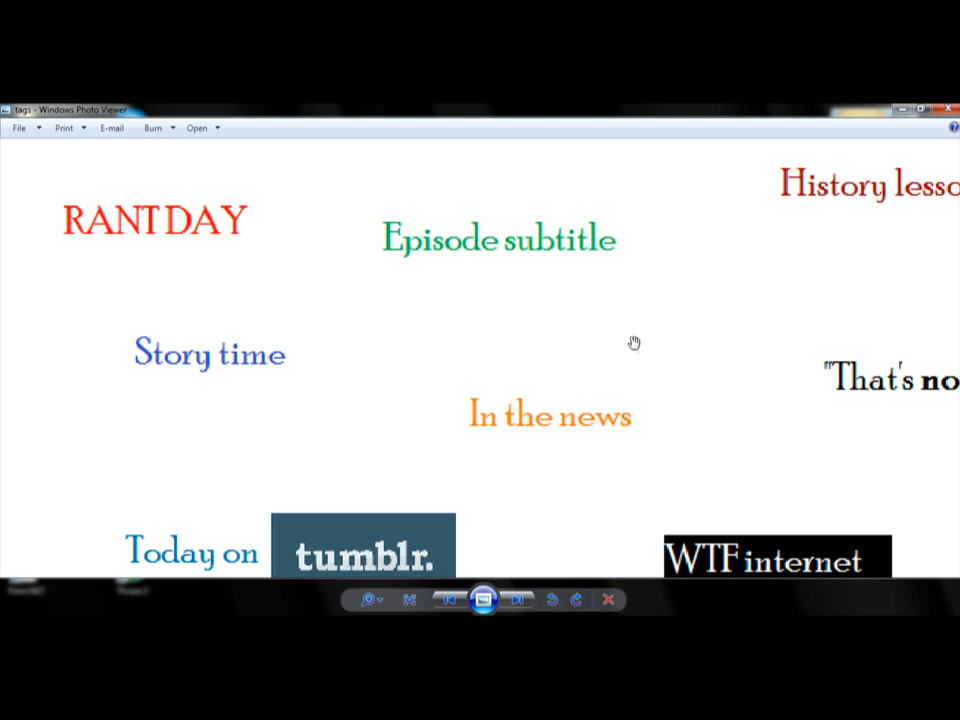 tags - Windows Photo Viewer
File Print E-mail Burn Open
History lesso
RANT DAY
Episode subtitle
Story time
"That's no
In the news
Today on tumblr.
WTF internet